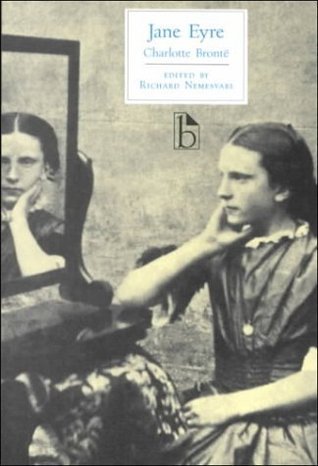 Jane Eyre
Charlotte Brontë
EDITED BY
RICHARD NEMESVARI
b